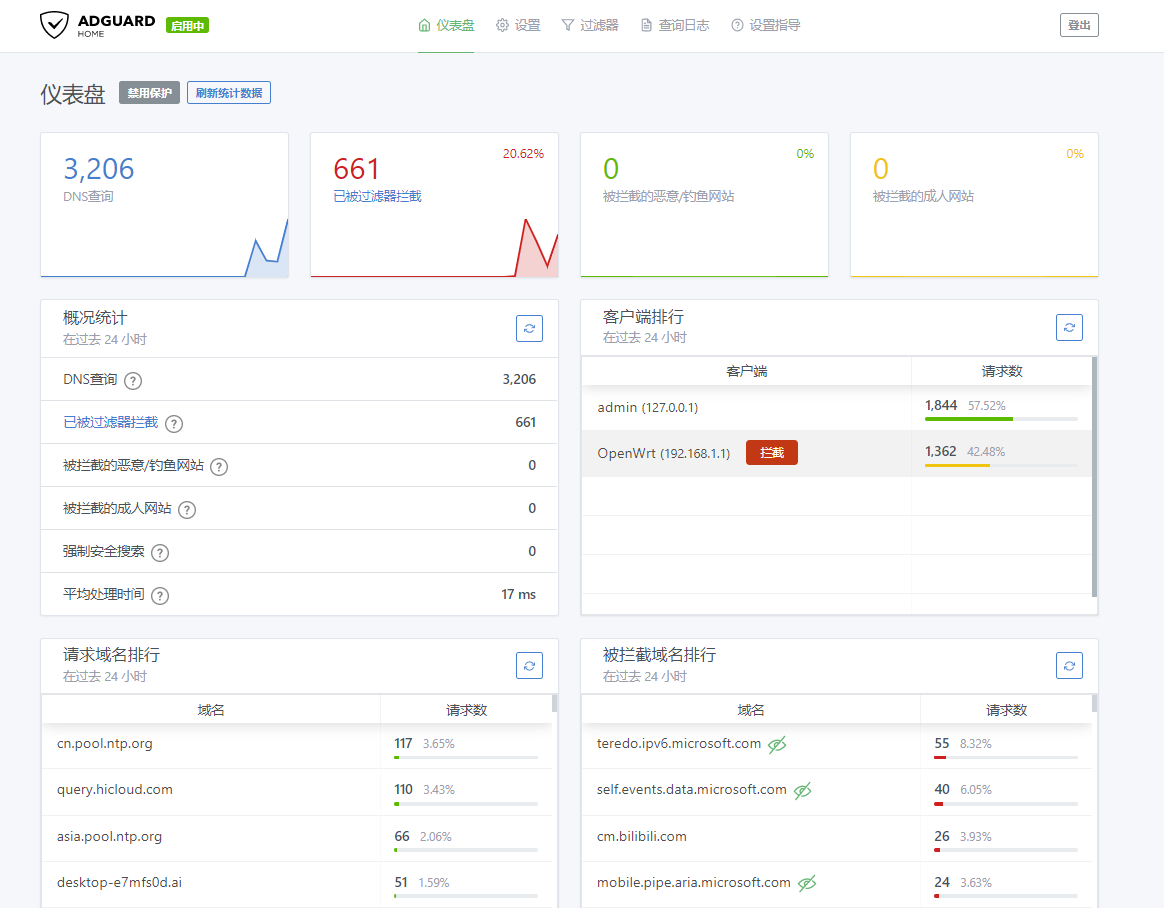 ADGUARD
HOME
启用中
仪表盘
设置
过滤器
查询日志
设置指导
登出
仪表盘
禁用保护
刷新统计数据
3,206
DNS查询
661
20.62%
已被过滤器拦截
0
0%
被拦截的恶意/钓鱼网站
0
0%
被拦截的成人网站
概况统计
在过去 24 小时
DNS查询 ?
3,206
已被过滤器拦截 ?
661
被拦截的恶意/钓鱼网站 ?
0
被拦截的成人网站 ?
0
强制安全搜索 ?
0
平均处理时间 ?
17 ms
客户端排行
在过去 24 小时
客户端
请求数
admin (127.0.0.1)
1,844 57.52%
OpenWrt (192.168.1.1)
拦截
1,362 42.48%
请求域名排行
在过去 24 小时
域名
请求数
cn.pool.ntp.org
117 3.65%
query.hicloud.com
110 3.43%
asia.pool.ntp.org
66 2.06%
desktop-e7mfs0d.ai
51 1.59%
被拦截域名排行
在过去 24 小时
域名
请求数
teredo.ipv6.microsoft.com
55 8.32%
self.events.data.microsoft.com
40 6.05%
cm.bilibili.com
26 3.93%
mobile.pipe.aria.microsoft.com
24 3.63%